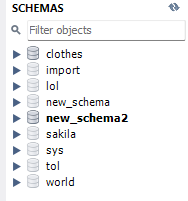 SCHEMAS
Filter objects
clothes
import
lol
new_schema
new_schema2
sakila
sys
tol
world